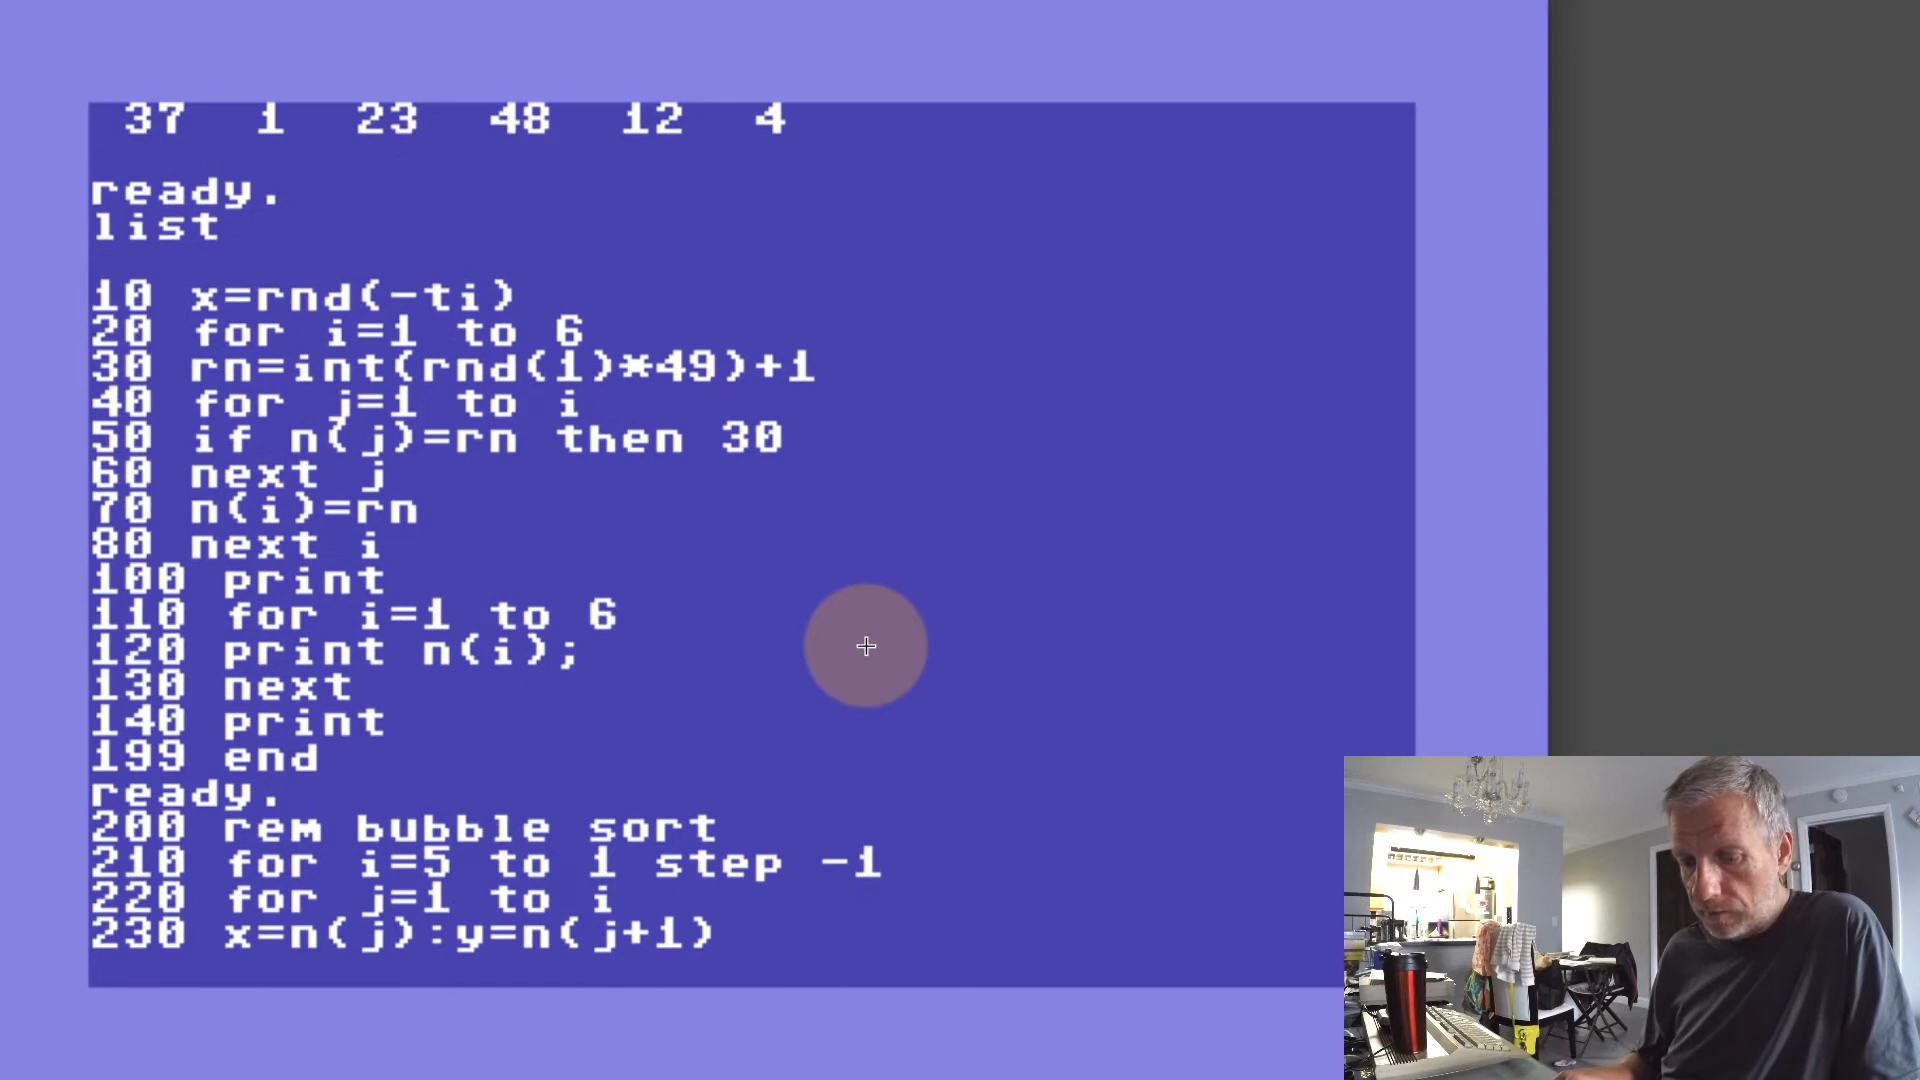 37 1 23 48 12 4
ready.
list
10 x=rnd(-ti)
20 for i=1 to 6
30 rn=int(rnd(1)*49)+1
40 for j=1 to i
50 if n(j)=rn then 30
60 next j
70 n(i)=rn
80 next i
100 print
110 for i=1 to 6
120 print n(i);
130 next
140 print
199 end
ready.
200 rem bubble sort
210 for i=5 to 1 step -1
220 for j=1 to i
230 x=n(j):y=n(j+1)